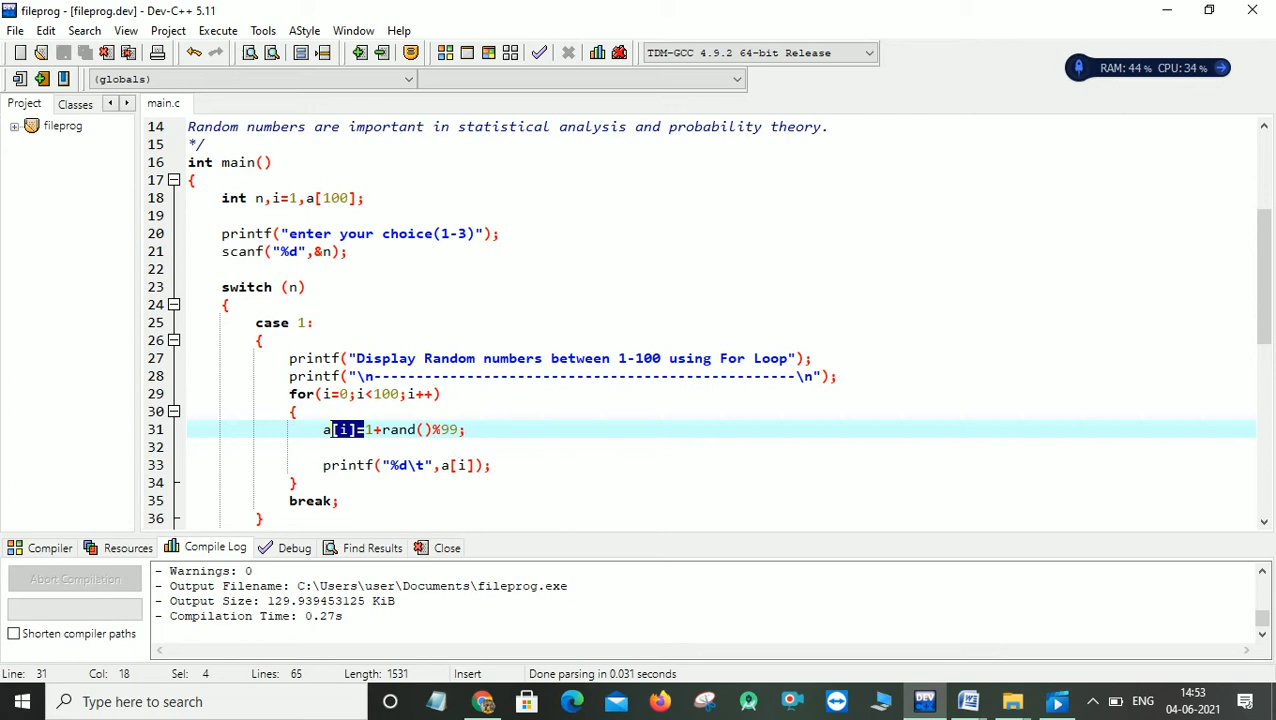 fileprog - [fileprog.dev] - Dev-C++ 5.11
File Edit Search View Project Execute Tools AStyle Window Help
TDM-GCC 4.9.2 64-bit Release
RAM: 44 % CPU: 34 %
(globals)
Project Classes main.c
fileprog
14 Random numbers are important in statistical analysis and probability theory.
15 */
16 int main()
17 {
18 int n,i=1,a[100];
19
20 printf("enter your choice(1-3)");
21 scanf("%d",&n);
22
23 switch (n)
24 {
25 case 1:
26 {
27 printf("Display Random numbers between 1-100 using For Loop");
28 printf("\n--------------------------------------------------\n");
29 for(i=0;i<100;i++)
30 {
31 a[i]=1+rand()%99;
32
33 printf("%d\t",a[i]);
34 }
35 break;
36 }
Compiler Resources Compile Log Debug Find Results Close
Abort Compilation
Shorten compiler paths
- Warnings: 0
- Output Filename: C:\Users\user\Documents\fileprog.exe
- Output Size: 129.939453125 KiB
- Compilation Time: 0.27s
Line: 31 Col: 18 Sel: 4 Lines: 65 Length: 1531 Insert Done parsing in 0.031 seconds
Type here to search
DEV
W
ENG
14:53
04-06-2021